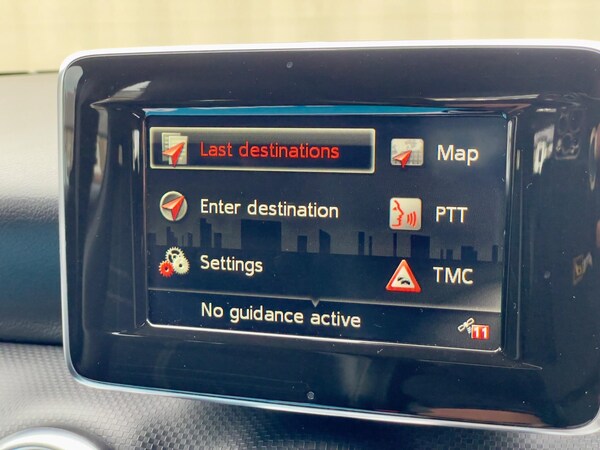 Last destinations
Map
Enter destination
PTT
Settings
TMC
No guidance active
11